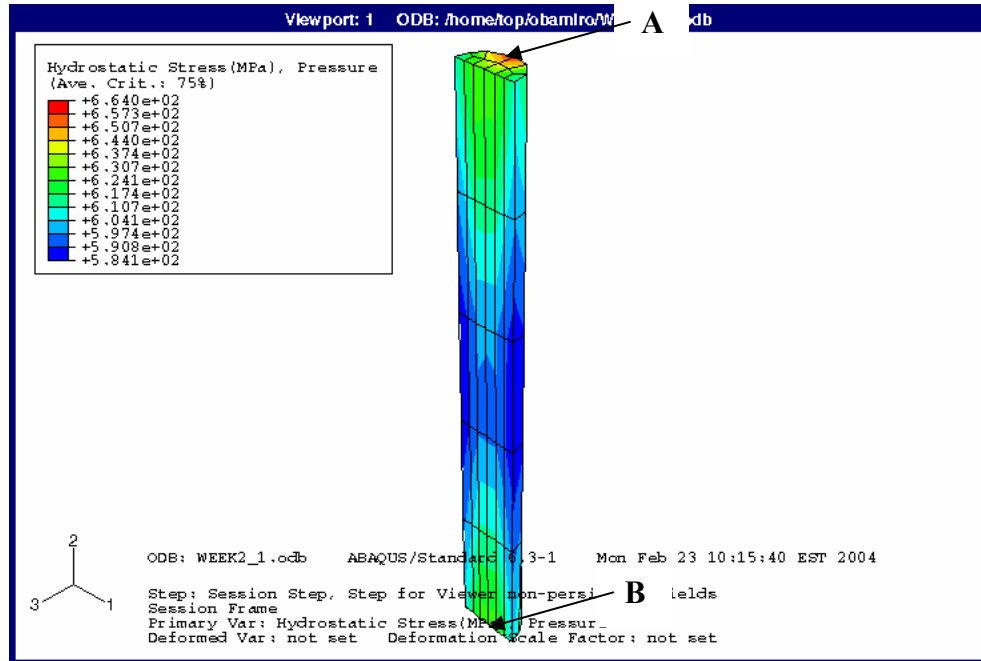 Viewport: 1 ODB: /home/top/obamiro/W db
A
Hydrostatic Stress(MPa), Pressure
(Ave. Crit.: 75%)
+6.640e+02
+6.573e+02
+6.507e+02
+6.440e+02
+6.374e+02
+6.307e+02
+6.241e+02
+6.174e+02
+6.107e+02
+6.041e+02
+5.974e+02
+5.908e+02
+5.841e+02
2
3
1
ODB: WEEK2_1.odb ABAQUS/Standard 6.3-1 Mon Feb 23 10:15:40 EST 2004
Step: Session Step, Step for Viewer non-persi ields
B
Session Frame
Primary Var: Hydrostatic Stress(MP Pressur
Deformed Var: not set Deformation Scale Factor: not set